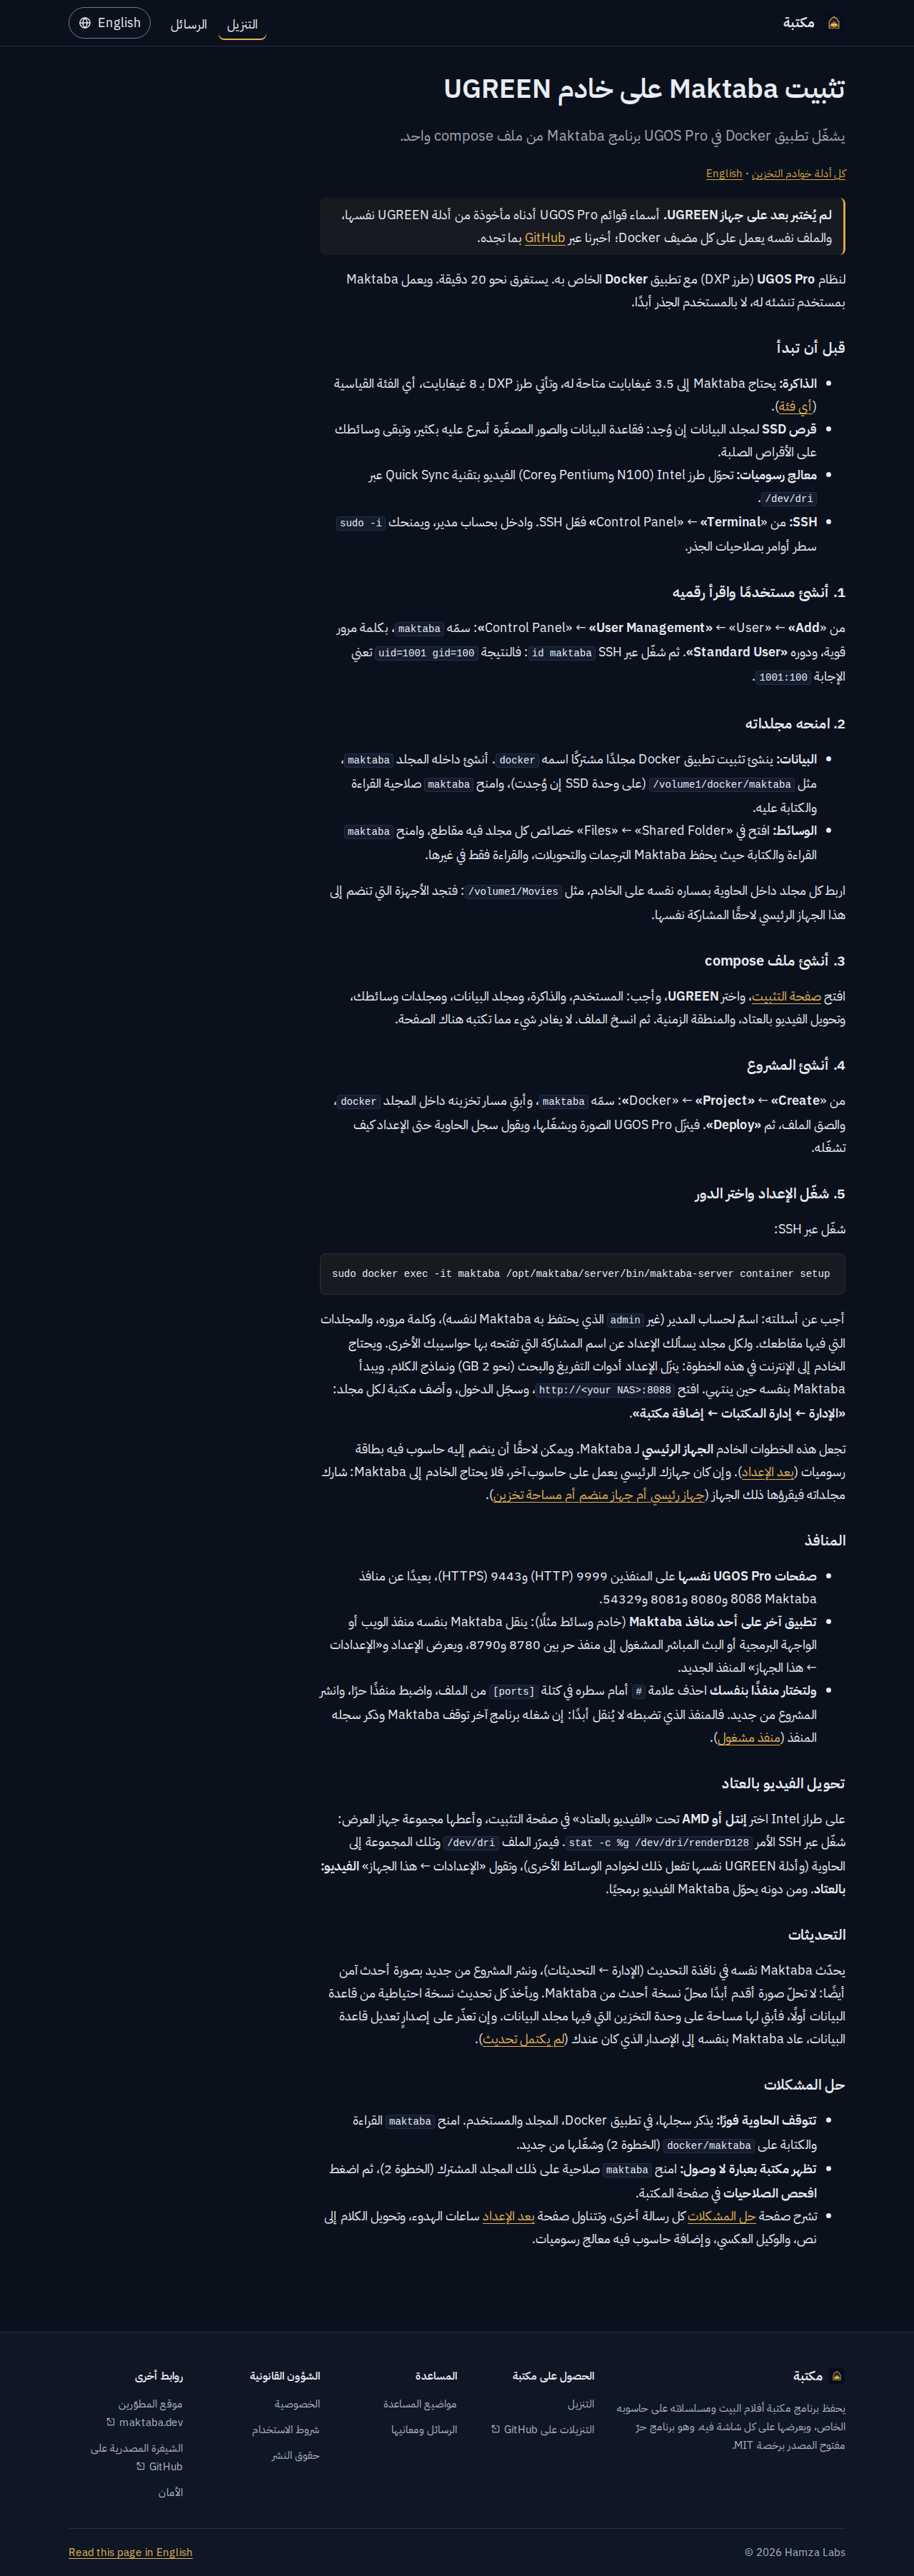 مكتبة
التنزيل
الرسائل
English
تثبيت Maktaba على خادم UGREEN
يشغّل تطبيق Docker في UGOS Pro برنامج Maktaba من ملف compose واحد.
كل أدلة خوادم التخزين · English
لم يُختبر بعد على جهاز UGREEN. أسماء قوائم UGOS Pro أدناه مأخوذة من أدلة UGREEN نفسها،
والملف نفسه يعمل على كل مضيف Docker؛ أخبرنا عبر GitHub بما تجده.
لنظام UGOS Pro (طرز DXP) مع تطبيق Docker الخاص به. يستغرق نحو 20 دقيقة. ويعمل Maktaba
بمستخدم تنشئه له، لا بالمستخدم الجذر أبدًا.
قبل أن تبدأ
الذاكرة: يحتاج Maktaba إلى 3.5 غيغابايت متاحة له، وتأتي طرز DXP بـ 8 غيغابايت، أي الفئة القياسية
(أي فئة).
قرص SSD لمجلد البيانات إن وُجد: فقاعدة البيانات والصور المصغّرة أسرع عليه بكثير، وتبقى وسائطك
على الأقراص الصلبة.
معالج رسوميات: تحوّل طرز Intel (N100 وPentium وCore) الفيديو بتقنية Quick Sync عبر
/dev/dri.
SSH: من «Control Panel» ← «Terminal» فعّل SSH. وادخل بحساب مدير، ويمنحك sudo -i
سطر أوامر بصلاحيات الجذر.
1. أنشئ مستخدمًا واقرأ رقميه
من «Control Panel» ← «User Management» ← «User» ← «Add»: سمّه maktaba، بكلمة مرور
قوية، ودوره «Standard User». ثم شغّل عبر SSH id maktaba: فالنتيجة uid=1001 gid=100 تعني
الإجابة 1001:100.
2. امنحه مجلداته
البيانات: ينشئ تثبيت تطبيق Docker مجلدًا مشتركًا اسمه docker. أنشئ داخله المجلد maktaba،
مثل /volume1/docker/maktaba (على وحدة SSD إن وُجدت)، وامنح maktaba صلاحية القراءة
والكتابة عليه.
الوسائط: افتح في «Files» ← «Shared Folder» خصائص كل مجلد فيه مقاطع، وامنح maktaba
القراءة والكتابة حيث يحفظ Maktaba الترجمات والتحويلات، والقراءة فقط في غيرها.
اربط كل مجلد داخل الحاوية بمساره نفسه على الخادم، مثل /volume1/Movies: فتجد الأجهزة التي تنضم إلى
هذا الجهاز الرئيسي لاحقًا المشاركة نفسها.
3. أنشئ ملف compose
افتح صفحة التثبيت، واختر UGREEN، وأجب: المستخدم، والذاكرة، ومجلد البيانات، ومجلدات وسائطك،
وتحويل الفيديو بالعتاد، والمنطقة الزمنية. ثم انسخ الملف. لا يغادر شيء مما تكتبه هناك الصفحة.
4. أنشئ المشروع
من «Docker» ← «Project» ← «Create»: سمّه maktaba، وأبقِ مسار تخزينه داخل المجلد docker،
والصق الملف، ثم «Deploy». فينزّل UGOS Pro الصورة ويشغّلها، ويقول سجل الحاوية حتى الإعداد كيف
تشغّله.
5. شغّل الإعداد واختر الدور
شغّل عبر SSH:
sudo docker exec -it maktaba /opt/maktaba/server/bin/maktaba-server container setup
أجب عن أسئلته: اسمٌ لحساب المدير (غير admin الذي يحتفظ به Maktaba لنفسه)، وكلمة مروره، والمجلدات
التي فيها مقاطعك. ولكل مجلد يسألك الإعداد عن اسم المشاركة التي تفتحه بها حواسيبك الأخرى. ويحتاج
الخادم إلى الإنترنت في هذه الخطوة: ينزّل الإعداد أدوات التفريغ والبحث (نحو 2 GB) ونماذج الكلام. ويبدأ
Maktaba بنفسه حين ينتهي. افتح http://<your NAS>:8088، وسجّل الدخول، وأضف مكتبة لكل مجلد:
«الإدارة ← إدارة المكتبات ← إضافة مكتبة».
تجعل هذه الخطوات الخادم الجهاز الرئيسي لـ Maktaba. ويمكن لاحقًا أن ينضم إليه حاسوب فيه بطاقة
رسوميات (بعد الإعداد). وإن كان جهازك الرئيسي يعمل على حاسوب آخر، فلا يحتاج الخادم إلى Maktaba: شارك
مجلداته فيقرؤها ذلك الجهاز (جهاز رئيسي أم جهاز منضم أم مساحة تخزين).
المنافذ
صفحات UGOS Pro نفسها على المنفذين 9999 (HTTP) و9443 (HTTPS)، بعيدًا عن منافذ
Maktaba 8088 و8080 و8081 و54329.
تطبيق آخر على أحد منافذ Maktaba (خادم وسائط مثلًا): ينقل Maktaba بنفسه منفذ الويب أو
الواجهة البرمجية أو البث المباشر المشغول إلى منفذ حر بين 8780 و8790، ويعرض الإعداد و«الإعدادات
← هذا الجهاز» المنفذ الجديد.
ولتختار منفذًا بنفسك احذف علامة # أمام سطره في كتلة [ports] من الملف، واضبط منفذًا حرًا، وانشر
المشروع من جديد. فالمنفذ الذي تضبطه لا يُنقل أبدًا: إن شغله برنامج آخر توقف Maktaba وذكر سجله
المنفذ (منفذ مشغول).
تحويل الفيديو بالعتاد
على طراز Intel اختر إنتل أو AMD تحت «الفيديو بالعتاد» في صفحة التثبيت، وأعطها مجموعة جهاز العرض:
شغّل عبر SSH الأمر stat -c %g /dev/dri/renderD128. فيمرّر الملف /dev/dri وتلك المجموعة إلى
الحاوية (وأدلة UGREEN نفسها تفعل ذلك لخوادم الوسائط الأخرى)، وتقول «الإعدادات ← هذا الجهاز» الفيديو:
بالعتاد. ومن دونه يحوّل Maktaba الفيديو برمجيًا.
التحديثات
يحدّث Maktaba نفسه في نافذة التحديث (الإدارة ← التحديثات)، ونشر المشروع من جديد بصورة أحدث آمن
أيضًا: لا تحلّ صورة أقدم أبدًا محلّ نسخة أحدث من Maktaba. ويأخذ كل تحديث نسخة احتياطية من قاعدة
البيانات أولًا، فأبقِ لها مساحة على وحدة التخزين التي فيها مجلد البيانات. وإن تعذّر على إصدارٍ تعديل قاعدة
البيانات، عاد Maktaba بنفسه إلى الإصدار الذي كان عندك (لم يكتمل تحديث).
حل المشكلات
تتوقف الحاوية فورًا: يذكر سجلها، في تطبيق Docker، المجلد والمستخدم. امنح maktaba القراءة
والكتابة على docker/maktaba (الخطوة 2) وشغّلها من جديد.
تظهر مكتبة بعبارة لا وصول: امنح maktaba صلاحية على ذلك المجلد المشترك (الخطوة 2)، ثم اضغط
افحص الصلاحيات في صفحة المكتبة.
تشرح صفحة حل المشكلات كل رسالة أخرى، وتتناول صفحة بعد الإعداد ساعات الهدوء، وتحويل الكلام إلى
نص، والوكيل العكسي، وإضافة حاسوب فيه معالج رسوميات.
مكتبة
يحفظ برنامج مكتبة أفلام البيت ومسلسلاته على حاسوبه
الخاص، ويعرضها على كل شاشة فيه. وهو برنامج حرّ
مفتوح المصدر برخصة MIT.
الحصول على مكتبة
التنزيل
التنزيلات على GitHub
المساعدة
مواضيع المساعدة
الرسائل ومعانيها
الشؤون القانونية
الخصوصية
شروط الاستخدام
حقوق النشر
روابط أخرى
موقع المطوّرين
maktaba.dev
الشيفرة المصدرية على
GitHub
الأمان
© 2026 Hamza Labs
Read this page in English